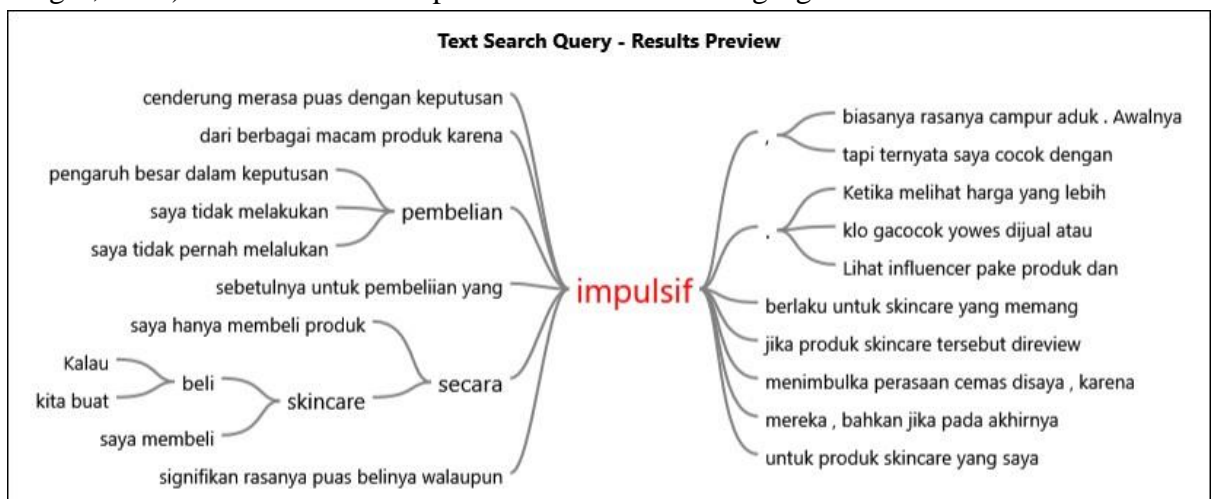 Text Search Query - Results Preview
cenderung merasa puas dengan keputusan
dari berbagai macam produk karena
pengaruh besar dalam keputusan
saya tidak melakukan
saya tidak pernah melalukan
pembelian
sebetulnya untuk pembeliian yang
saya hanya membeli produk
Kalau
kita buat
beli
saya membeli
skincare
secara
signifikan rasanya puas belinya walaupun
impulsif
,
biasanya rasanya campur aduk . Awalnya
tapi ternyata saya cocok dengan
.
Ketika melihat harga yang lebih
klo gacocok yowes dijual atau
Lihat influencer pake produk dan
berlaku untuk skincare yang memang
jika produk skincare tersebut direview
menimbulka perasaan cemas disaya , karena
mereka , bahkan jika pada akhirnya
untuk produk skincare yang saya